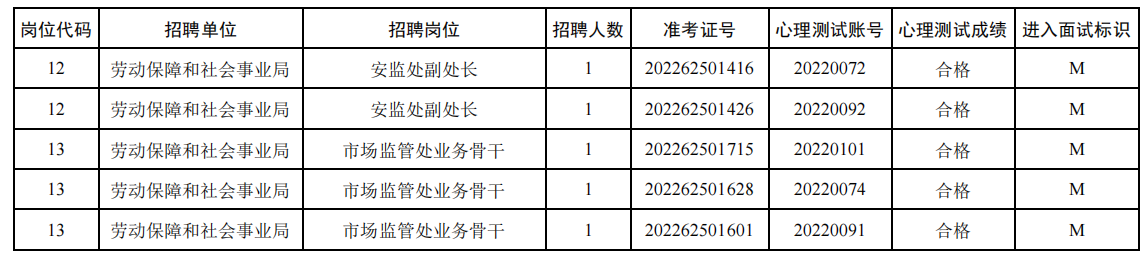 岗位代码 招聘单位 招聘岗位 招聘人数 准考证号 心理测试账号 心理测试成绩 进入面试标识
12 劳动保障和社会事业局 安监处副处长 1 202262501416 20220072 合格 M
12 劳动保障和社会事业局 安监处副处长 1 202262501426 20220092 合格 M
13 劳动保障和社会事业局 市场监管处业务骨干 1 202262501715 20220101 合格 M
13 劳动保障和社会事业局 市场监管处业务骨干 1 202262501628 20220074 合格 M
13 劳动保障和社会事业局 市场监管处业务骨干 1 202262501601 20220091 合格 M